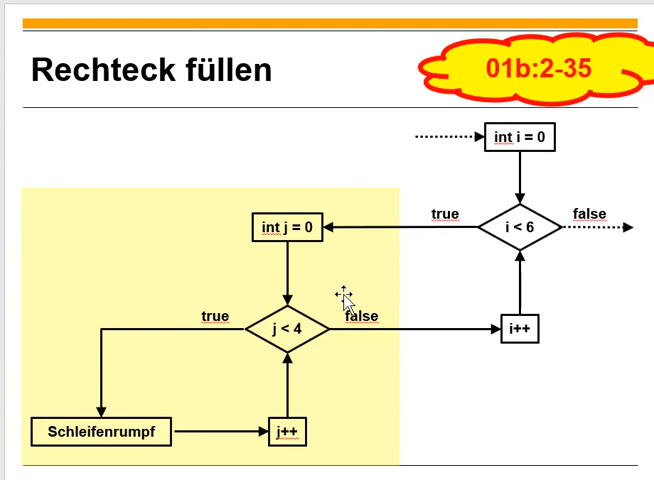 Rechteck füllen
01b:2-35
int i = 0
true
i < 6
false
int j = 0
true
j < 4
false
i++
Schleifenrumpf
j++